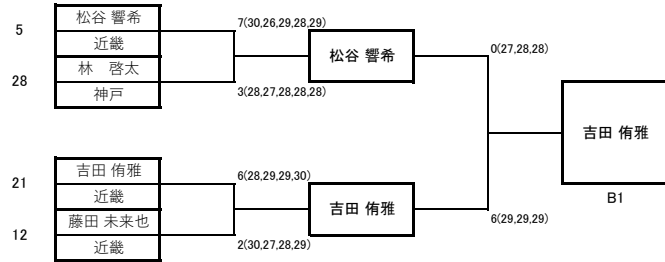 5
松谷 響希
近畿
28
林　啓太
神戸
7(30,26,29,28,29)
3(28,27,28,28,28)
松谷 響希
0(27,28,28)
21
吉田 侑雅
近畿
12
藤田 未来也
近畿
6(28,29,29,30)
2(30,27,28,29)
吉田 侑雅
6(29,29,29)
吉田 侑雅
B1